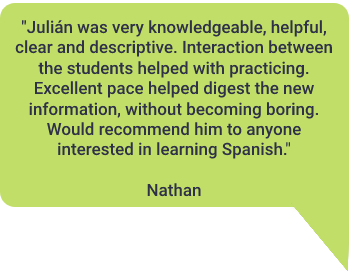 "Julián was very knowledgeable, helpful,
clear and descriptive. Interaction between
the students helped with practicing.
Excellent pace helped digest the new
information, without becoming boring.
Would recommend him to anyone
interested in learning Spanish."
Nathan